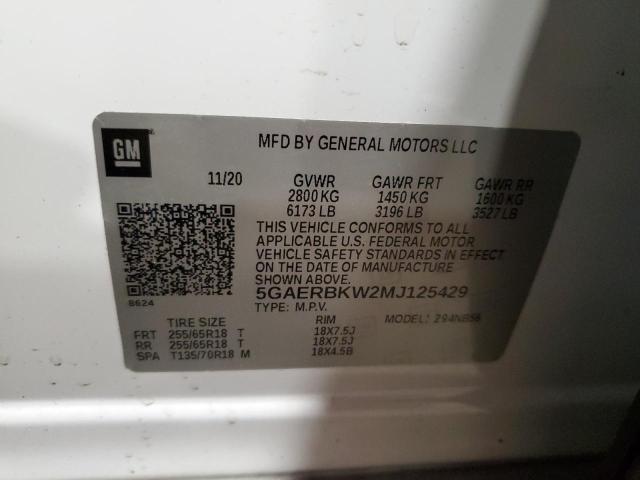 GM
MFD BY GENERAL MOTORS LLC
11/20 GVWR GAWR FRT GAWR RR
2800 KG 1450 KG 1600 KG
6173 LB 3196 LB 3527 LB
THIS VEHICLE CONFORMS TO ALL
APPLICABLE U.S. FEDERAL MOTOR
VEHICLE SAFETY STANDARDS IN EFFECT
ON THE DATE OF MANUFACTURE
SHOWN ABOVE.
5GAERBKW2MJ125429
8624
TYPE: M.P.V. MODEL: Z94NB56
TIRE SIZE RIM
FRT 255/65R18 T 18X7.5J
RR 255/65R18 T 18X7.5J
SPA T135/70R18 M 18X4.5B